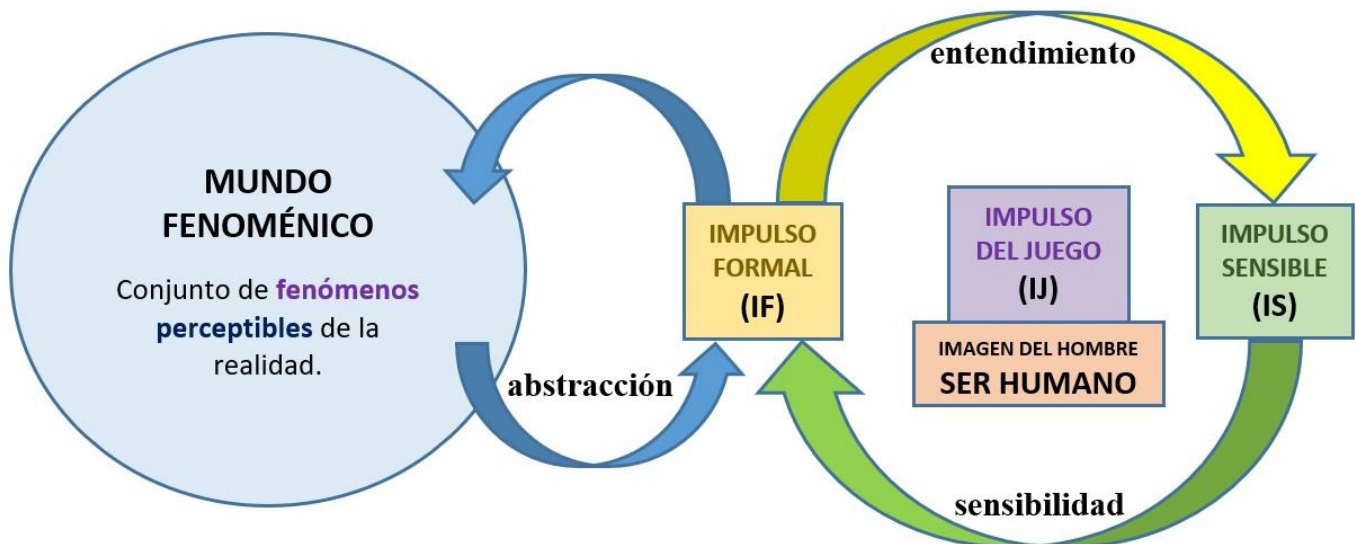 MUNDO
FENOMÉNICO
Conjunto de fenómenos
perceptibles de la
realidad.
abstracción
IMPULSO
FORMAL
(IF)
entendimiento
IMPULSO
DEL JUEGO
(IJ)
IMAGEN DEL HOMBRE
SER HUMANO
sensibilidad
IMPULSO
SENSIBLE
(IS)